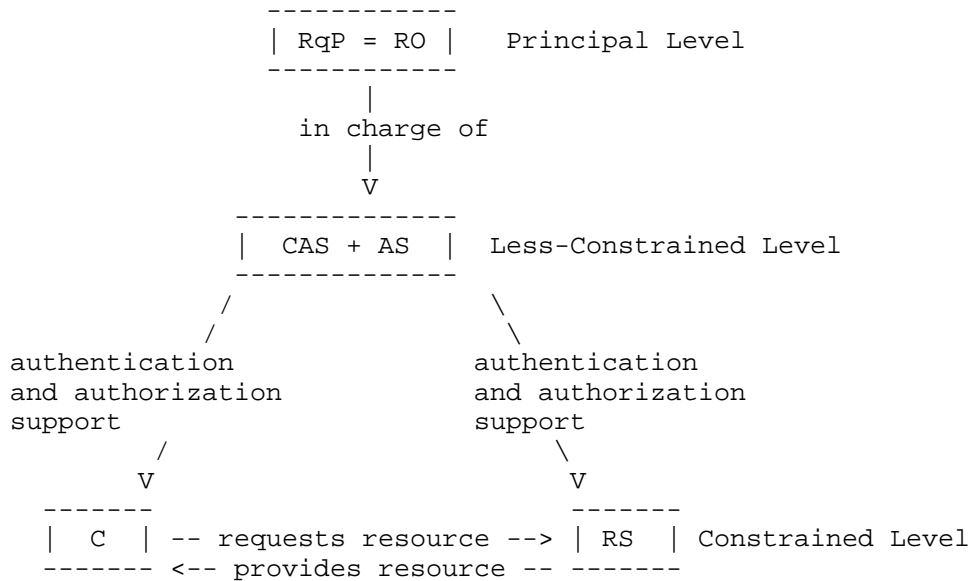 ------------
| RqP = RO |   Principal Level
------------
|
in charge of
|
V
--------------
|  CAS + AS  |  Less-Constrained Level
--------------
/                \
/                  \
authentication               authentication
and authorization            and authorization
support                      support
/                        \
V                          V
-------                          -------
|  C  | -- requests resource --> | RS  | Constrained Level
------- <-- provides resource -- -------